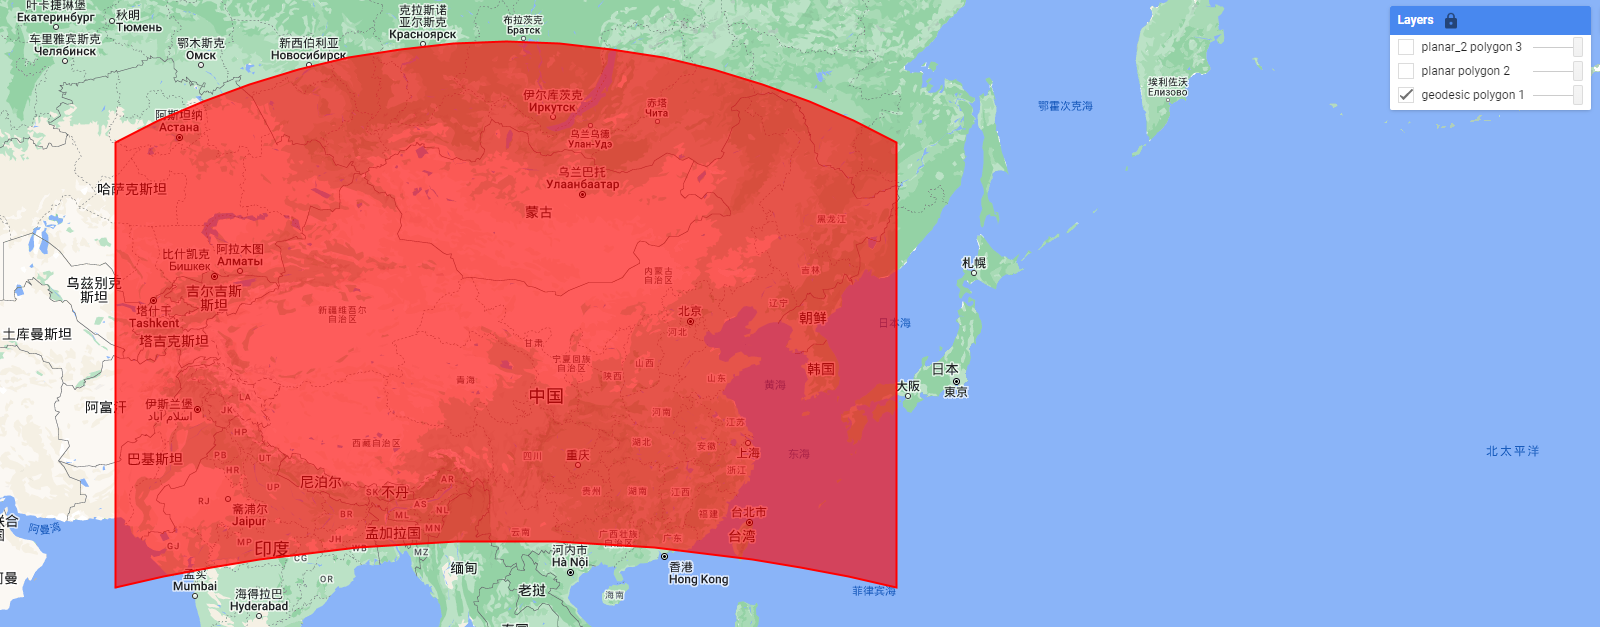 叶卡捷琳堡
Екатеринбург
秋明
Тюмень
车里雅宾斯克
Челябинск
鄂木斯克
Омск
新西伯利亚
Новосибирск
克拉斯诺
亚尔斯克
Красноярск
布拉茨克
Братск
Layers
planar_2 polygon 3
planar polygon 2
geodesic polygon 1
埃利佐沃
Елизово
鄂霍次克海
阿斯塔纳
Астана
伊尔库茨克
Иркутск
赤塔
Чита
乌兰乌德
Улан-Удэ
乌兰巴托
Улаанбаатар
哈萨克斯坦
蒙古
黑龙江
比什凯克
Бишкек
阿拉木图
Алматы
吉林
内蒙古
自治区
札幌
乌兹别克
斯坦
吉尔吉斯
斯坦
塔什干
Tashkent
新疆维吾尔
自治区
北京
辽宁
朝鲜
日本海
土库曼斯坦
塔吉克斯坦
河北
甘肃
宁夏回族
自治区
山西
陕西
青海
山东
黄海
韩国
大阪
日本
東京
中国
阿富汗
伊斯兰堡
اسلام آباد
LA
JK
HP
河南
江苏
西藏自治区
湖北
安徽
上海
东海
四川
重庆
浙江
北太平洋
巴基斯坦
PB
UT
HR
尼泊尔
UP
SK
不丹
AR
AS
NL
贵州
湖南
江西
RJ
斋浦尔
Jaipur
BR
ML
MN
福建
台北市
台湾
阿曼湾
孟加拉国
云南
广西壮族
自治区
广东
GJ
MP
印度
JH
WB
CG
MZ
河内市
Hà Nội
香港
Hong Kong
孟买
Mumbai
OR
缅甸
老挝
海南
菲律宾海
海得拉巴
Hyderabad